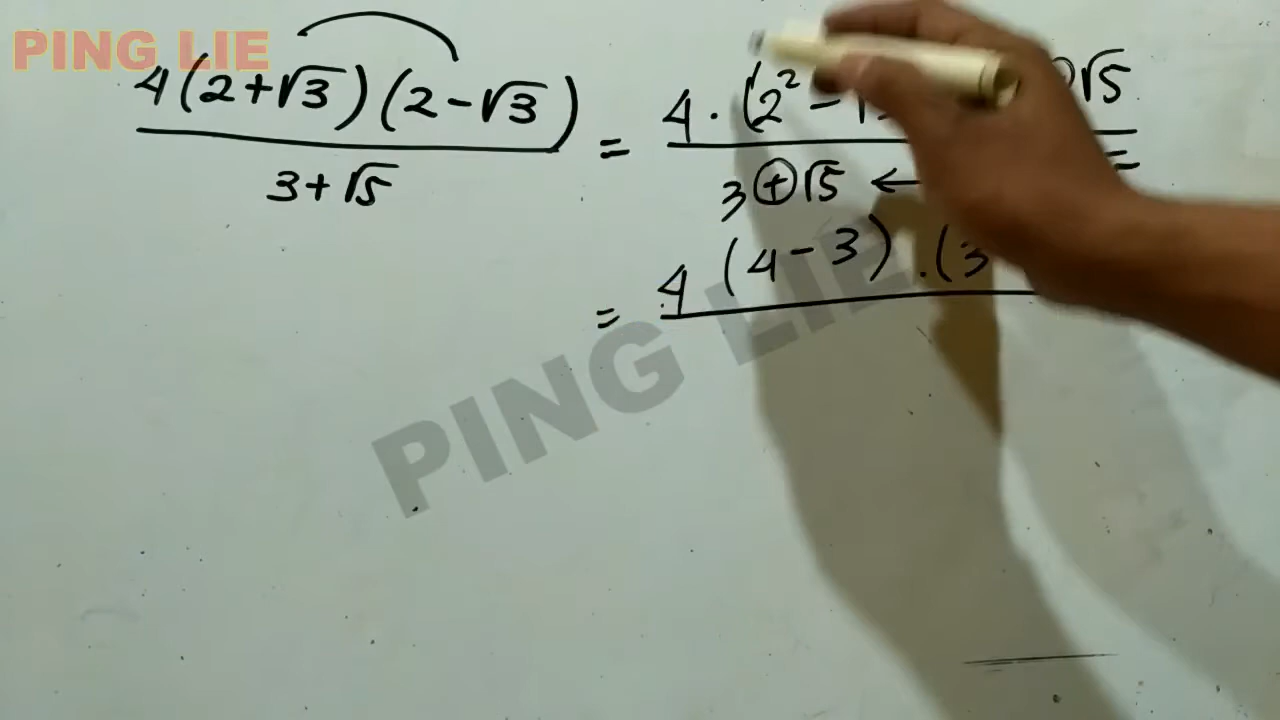 PING LIE
4(2+√3)(2-√3) / 3+√5 = 4·(2² - √5 / 3⊕√5 ← =
= 4(4-3).(3
PING LIE